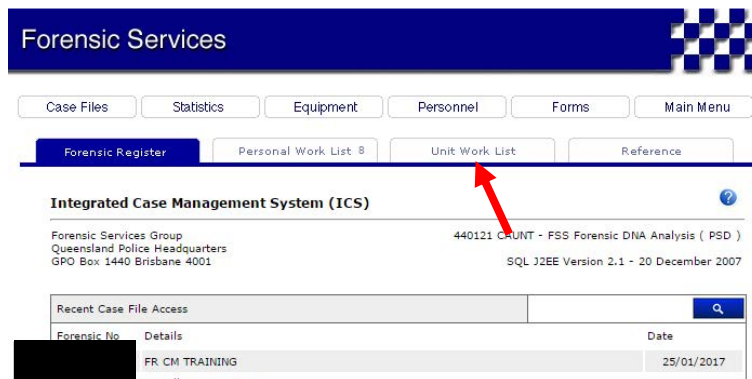 Forensic Services
Case Files Statistics Equipment Personnel Forms Main Menu
Forensic Register Personal Work List 8 Unit Work List Reference
Integrated Case Management System (ICS) ?
Forensic Services Group 440121 CAUNT - FSS Forensic DNA Analysis ( PSD )
Queensland Police Headquarters
GPO Box 1440 Brisbane 4001 SQL J2EE Version 2.1 - 20 December 2007
Recent Case File Access
Forensic No Details Date
FR CM TRAINING 25/01/2017